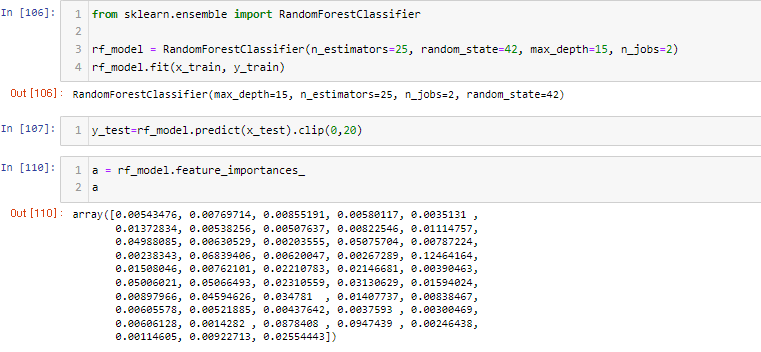 In [106]:
1 from sklearn.ensemble import RandomForestClassifier
2
3 rf_model = RandomForestClassifier(n_estimators=25, random_state=42, max_depth=15, n_jobs=2)
4 rf_model.fit(x_train, y_train)
Out[106]: RandomForestClassifier(max_depth=15, n_estimators=25, n_jobs=2, random_state=42)
In [107]:
1 y_test=rf_model.predict(x_test).clip(0,20)
In [110]:
1 a = rf_model.feature_importances_
2 a
Out[110]: array([0.00543476, 0.00769714, 0.00855191, 0.00580117, 0.0035131 ,
0.01372834, 0.00538256, 0.00507637, 0.00822546, 0.01114757,
0.04988085, 0.00630529, 0.00203555, 0.05075704, 0.00787224,
0.00238343, 0.06839406, 0.00620047, 0.00267289, 0.12464164,
0.01508046, 0.00762101, 0.02210783, 0.02146681, 0.00390463,
0.05006021, 0.05066493, 0.02310559, 0.03130629, 0.01594024,
0.00897966, 0.04594626, 0.034781  , 0.01407737, 0.00838467,
0.00605578, 0.00521885, 0.00437642, 0.0037593 , 0.00300469,
0.00606128, 0.0014282 , 0.0878408 , 0.0947439 , 0.00246438,
0.00114605, 0.00922713, 0.02554443])